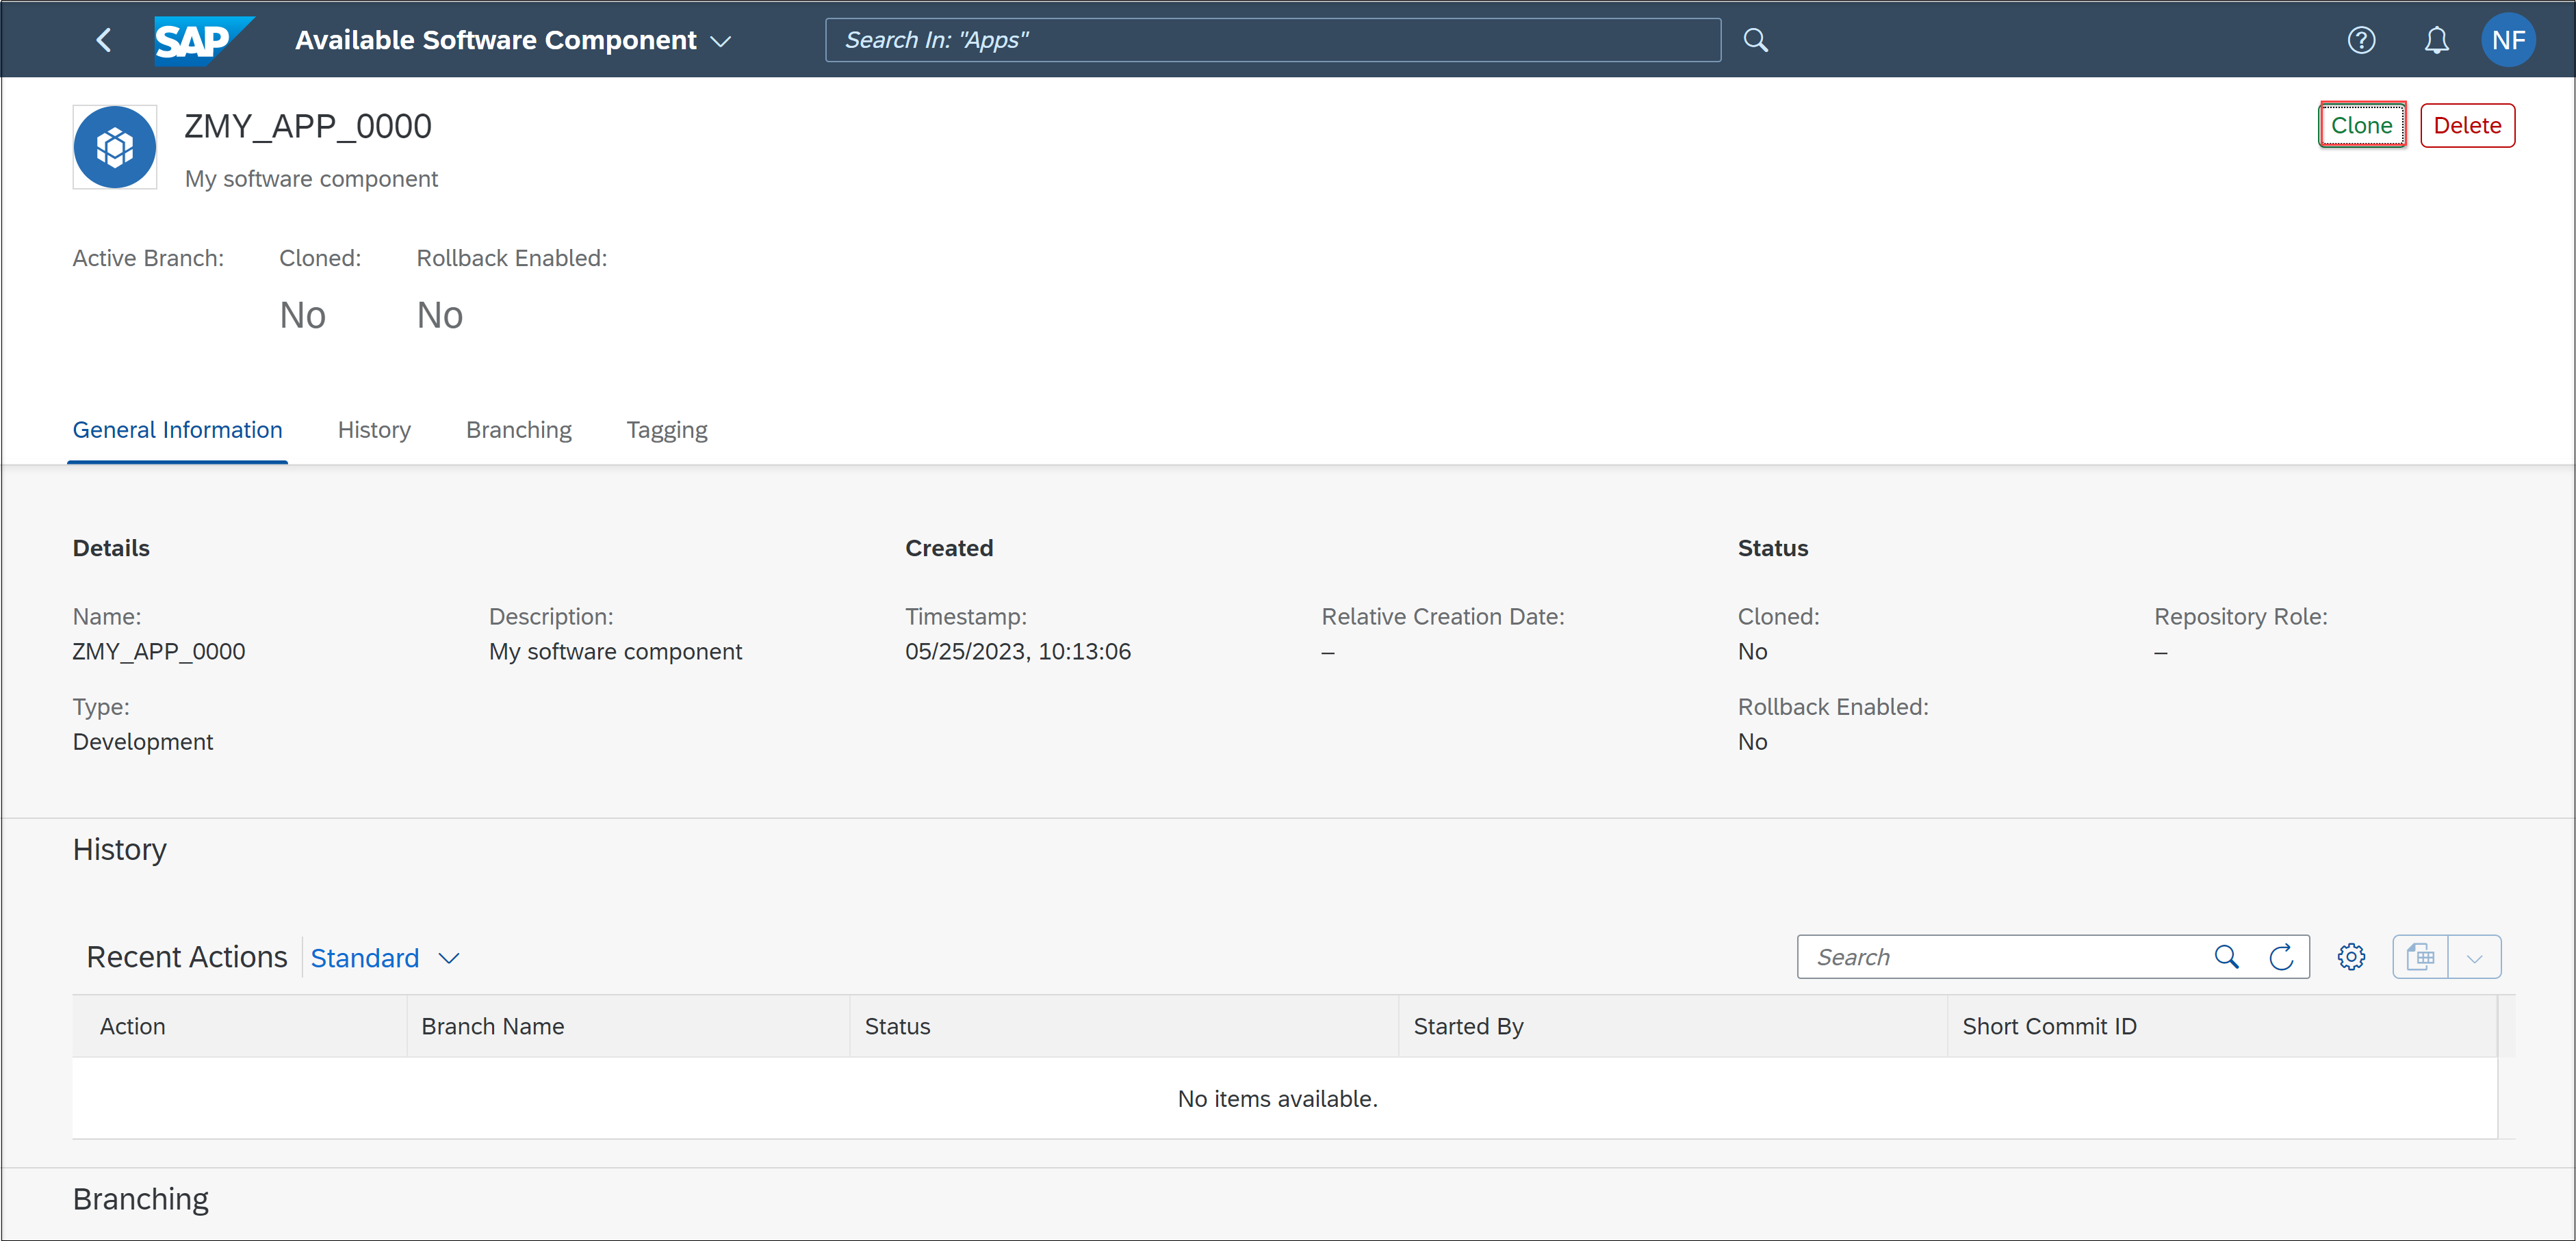 SAP Available Software Component Search In: "Apps" NF
ZMY_APP_0000 Clone Delete
My software component
Active Branch: Cloned: Rollback Enabled:
No No
General Information History Branching Tagging
Details Created Status
Name: Description: Timestamp: Relative Creation Date: Cloned: Repository Role:
ZMY_APP_0000 My software component 05/25/2023, 10:13:06 – No –
Type: Rollback Enabled:
Development No
History
Recent Actions Standard Search
Action Branch Name Status Started By Short Commit ID
No items available.
Branching